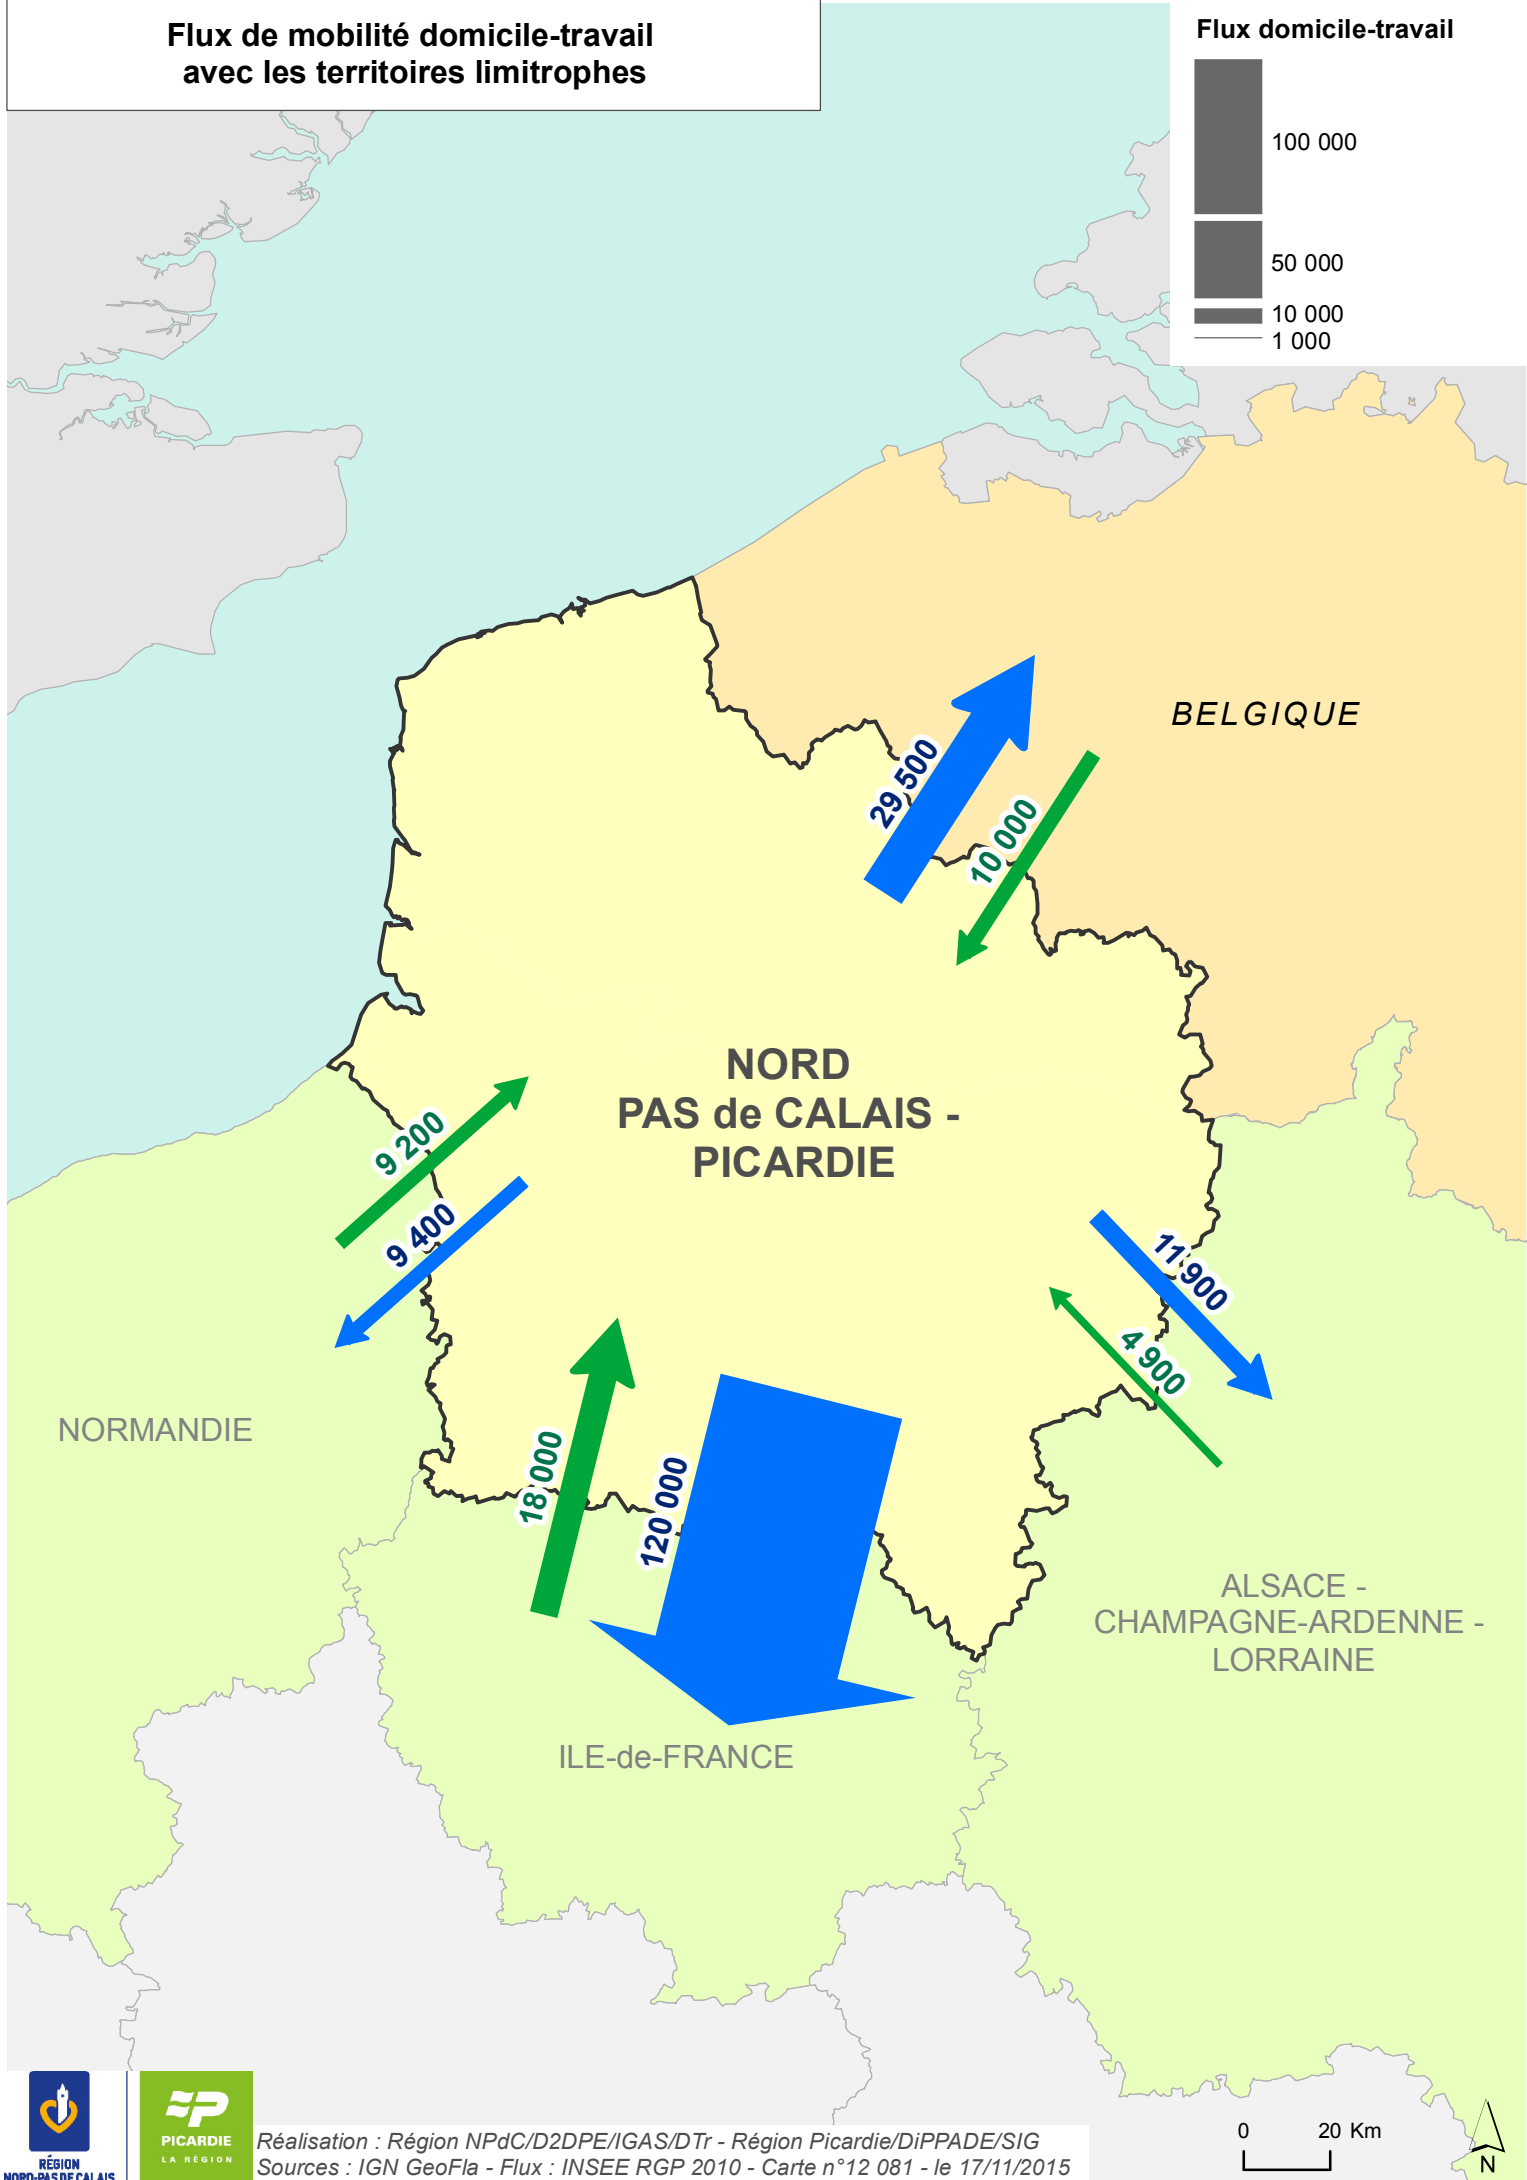 Flux de mobilité domicile-travail
avec les territoires limitrophes
Flux domicile-travail
100 000
50 000
10 000
1 000
BELGIQUE
29 500
10 000
NORD
PAS de CALAIS -
PICARDIE
9 200
9 400
11 900
4 900
NORMANDIE
18 000
120 000
ALSACE -
CHAMPAGNE-ARDENNE -
LORRAINE
ILE-de-FRANCE
RÉGION
NORD-PAS DE CALAIS
PICARDIE
LA RÉGION
Réalisation : Région NPdC/D2DPE/IGAS/DTr - Région Picardie/DiPPADE/SIG
Sources : IGN GeoFla - Flux : INSEE RGP 2010 - Carte n°12 081 - le 17/11/2015
0 20 Km
N